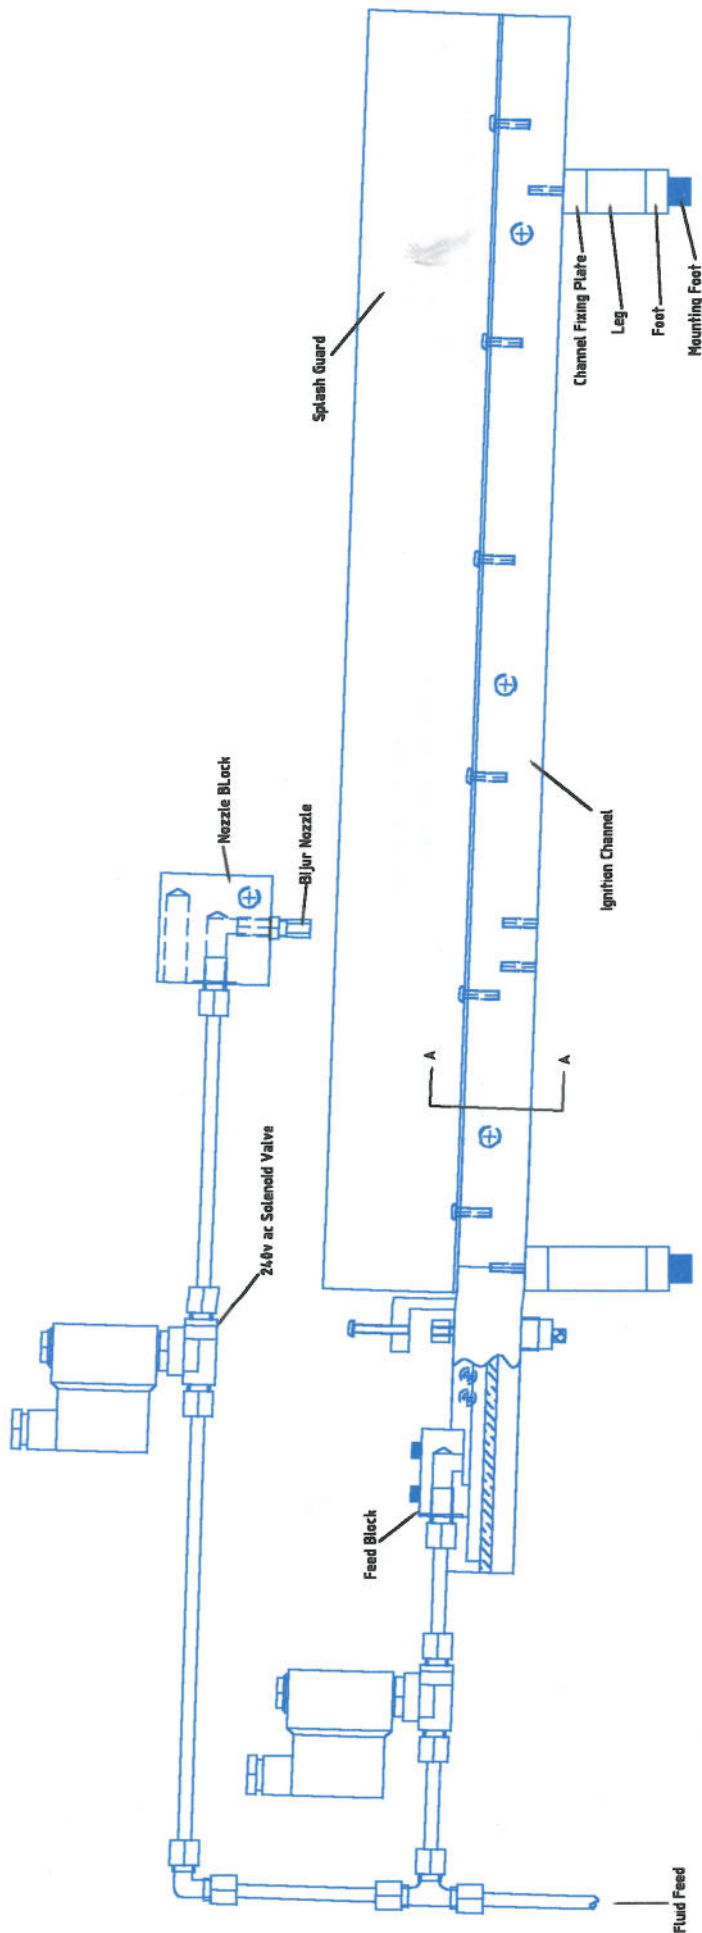 Splash Guard
Channel Fixing Plate
Leg
Foot
Mounting Foot
Nozzle BLock
Bijur Nozzle
Ignition Channel
A
A
240v ac Solenoid Valve
Feed Block
Fluid Feed